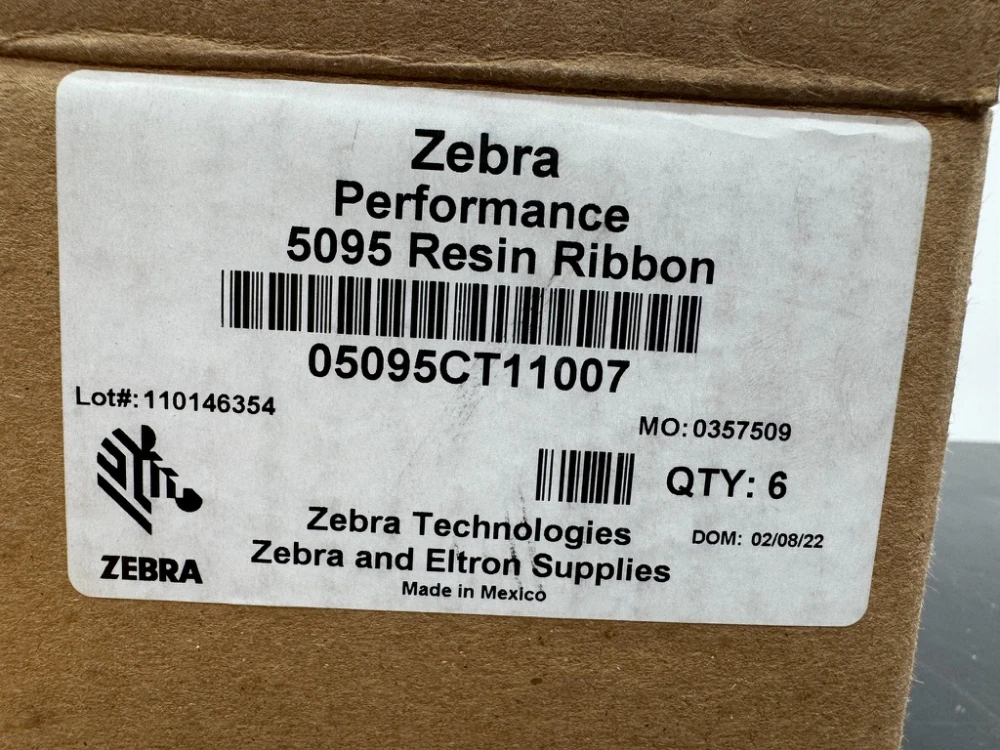 Zebra
Performance
5095 Resin Ribbon
05095CT11007
Lot#:110146354
MO:0357509
QTY: 6
ZEBRA
Zebra Technologies
DOM: 02/08/22
Zebra and Eltron Supplies
Made in Mexico